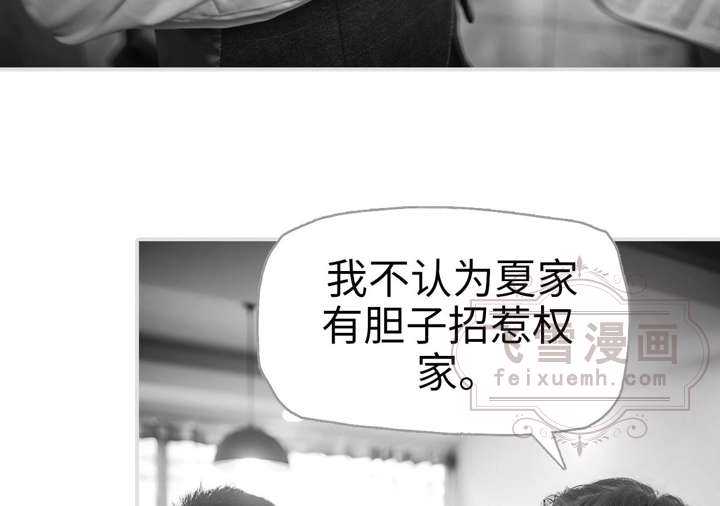 我不认为夏家
有胆子招惹权
家。
飞雪漫画
feixuemh.com